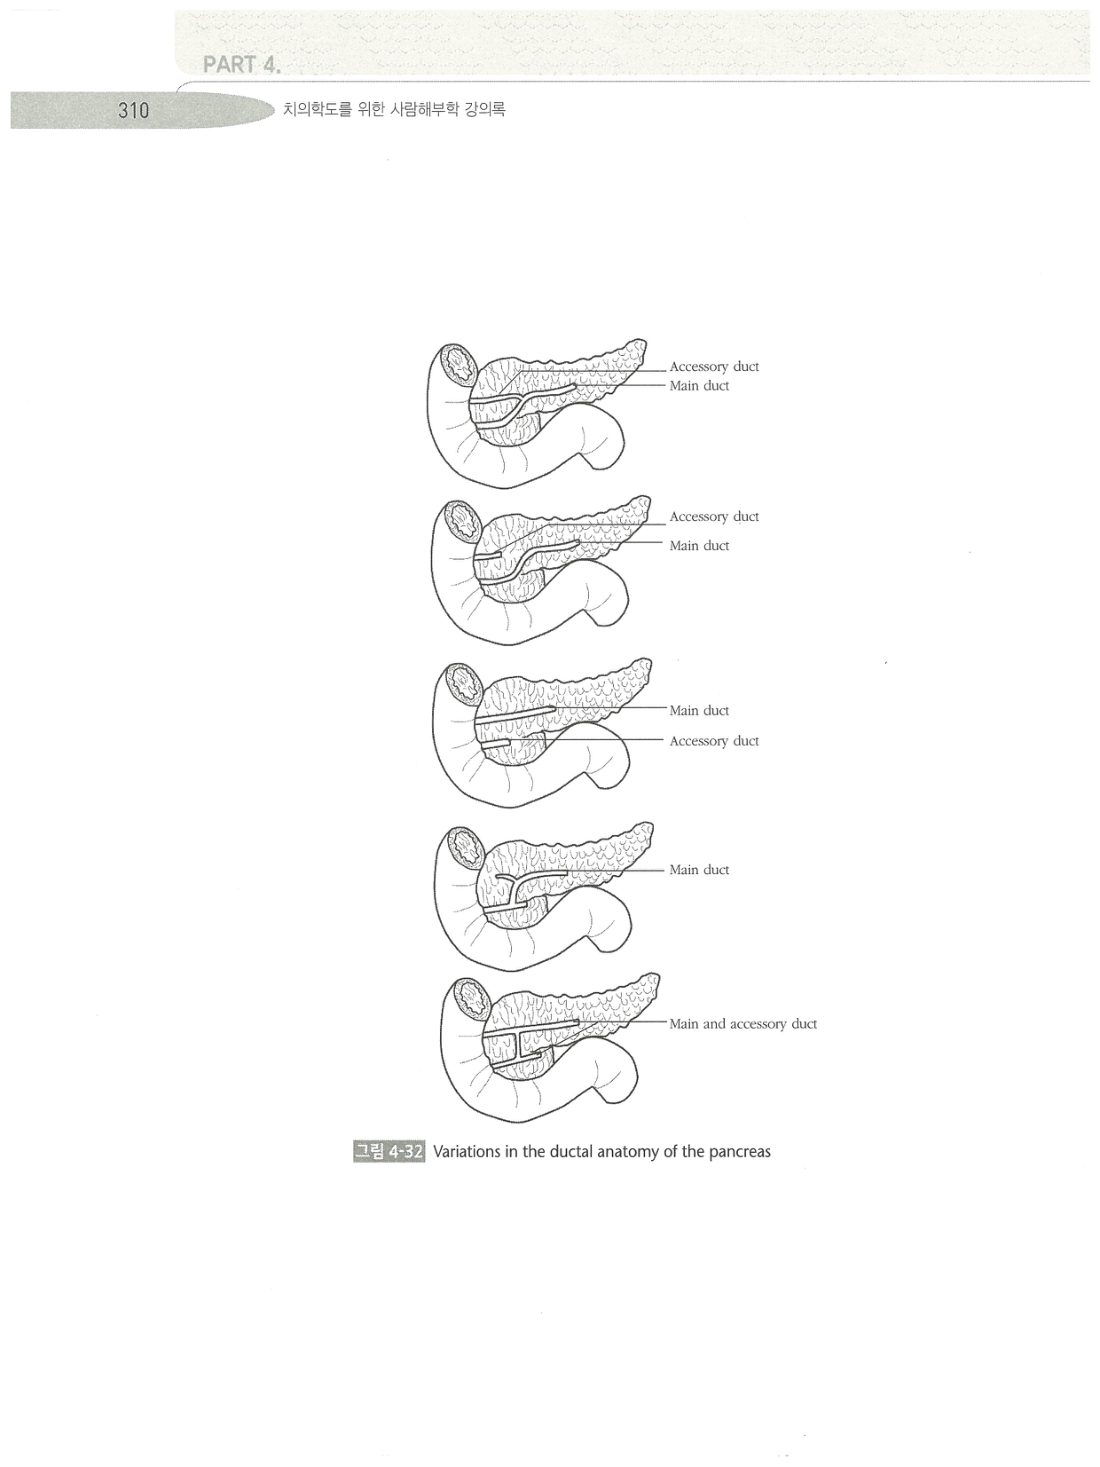 PART 4.
310
치의학도를 위한 사람해부학 강의록
Accessory duct
Main duct
Accessory duct
Main duct
Main duct
Accessory duct
Main duct
Main and accessory duct
그림 4-32 Variations in the ductal anatomy of the pancreas